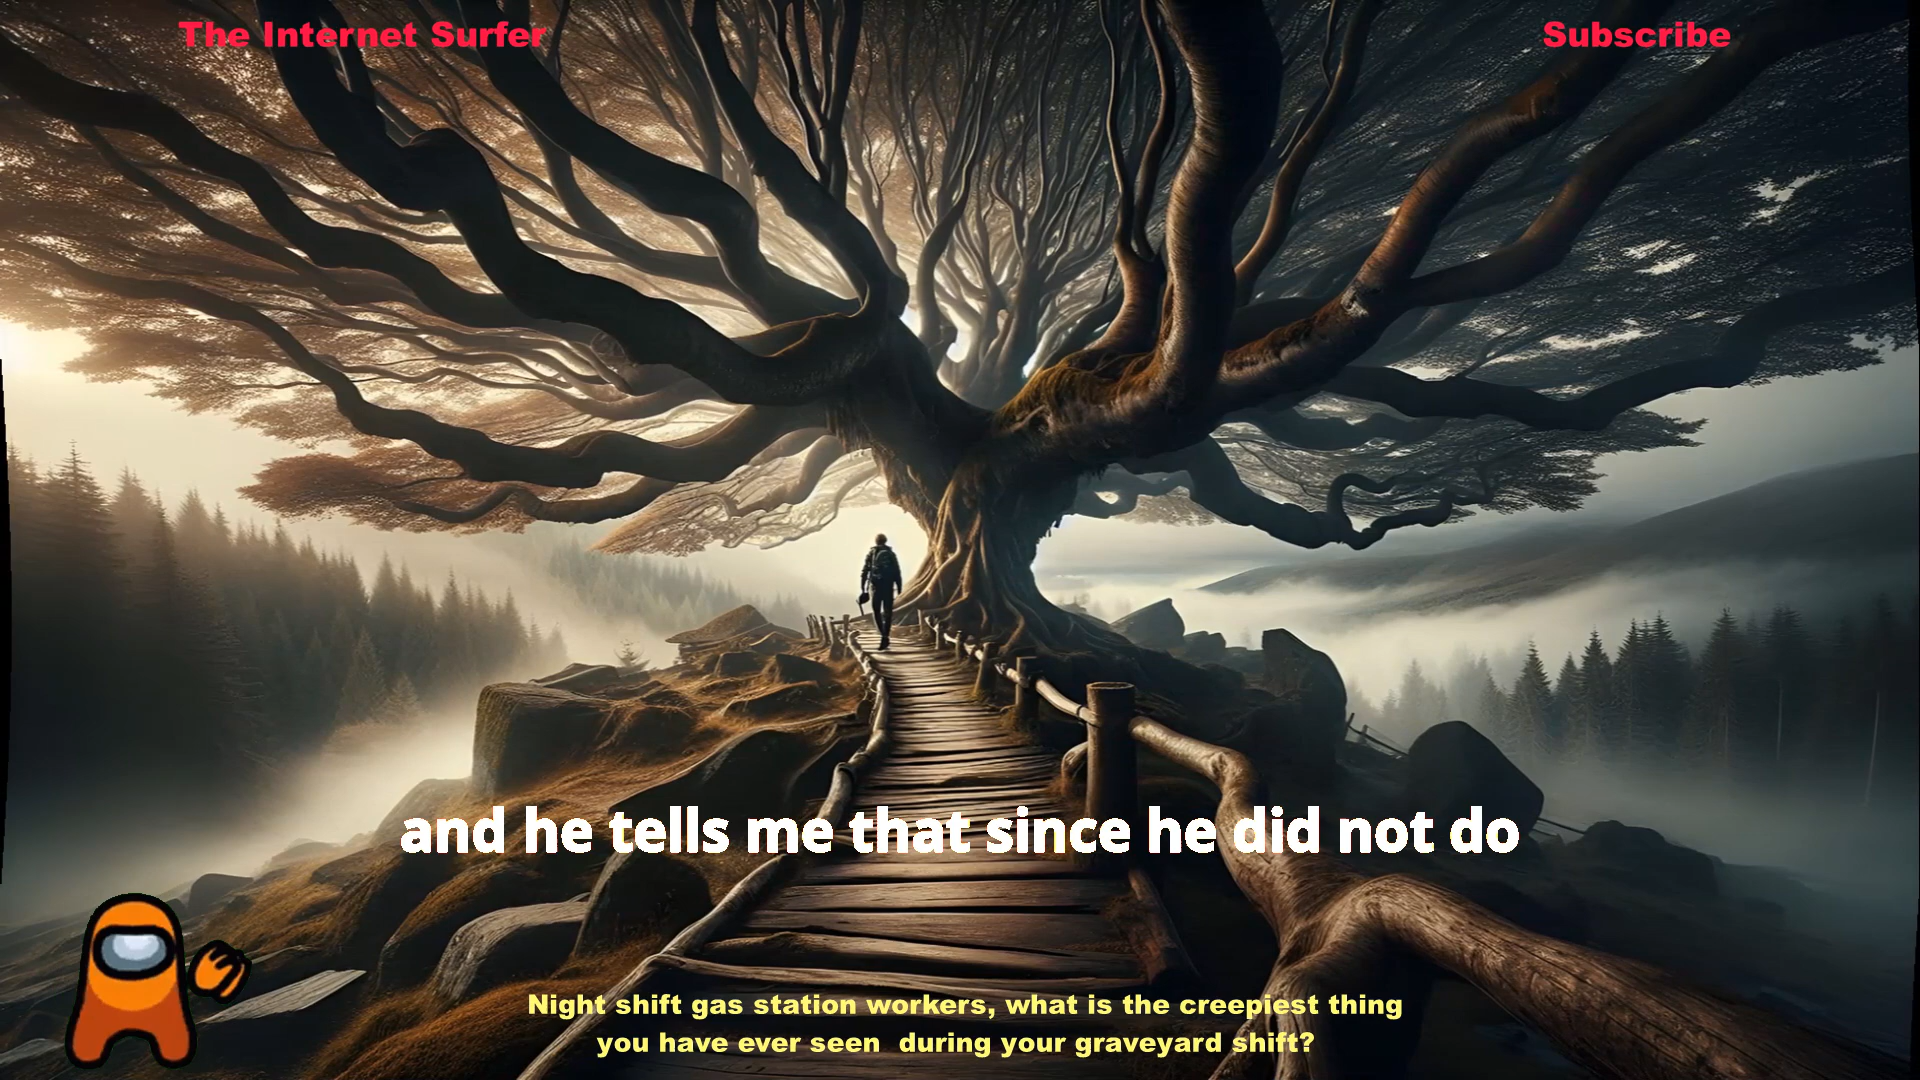 The Internet Surfer
Subscribe
and he tells me that since he did not do
Night shift gas station workers, what is the creepiest thing
you have ever seen  during your graveyard shift?